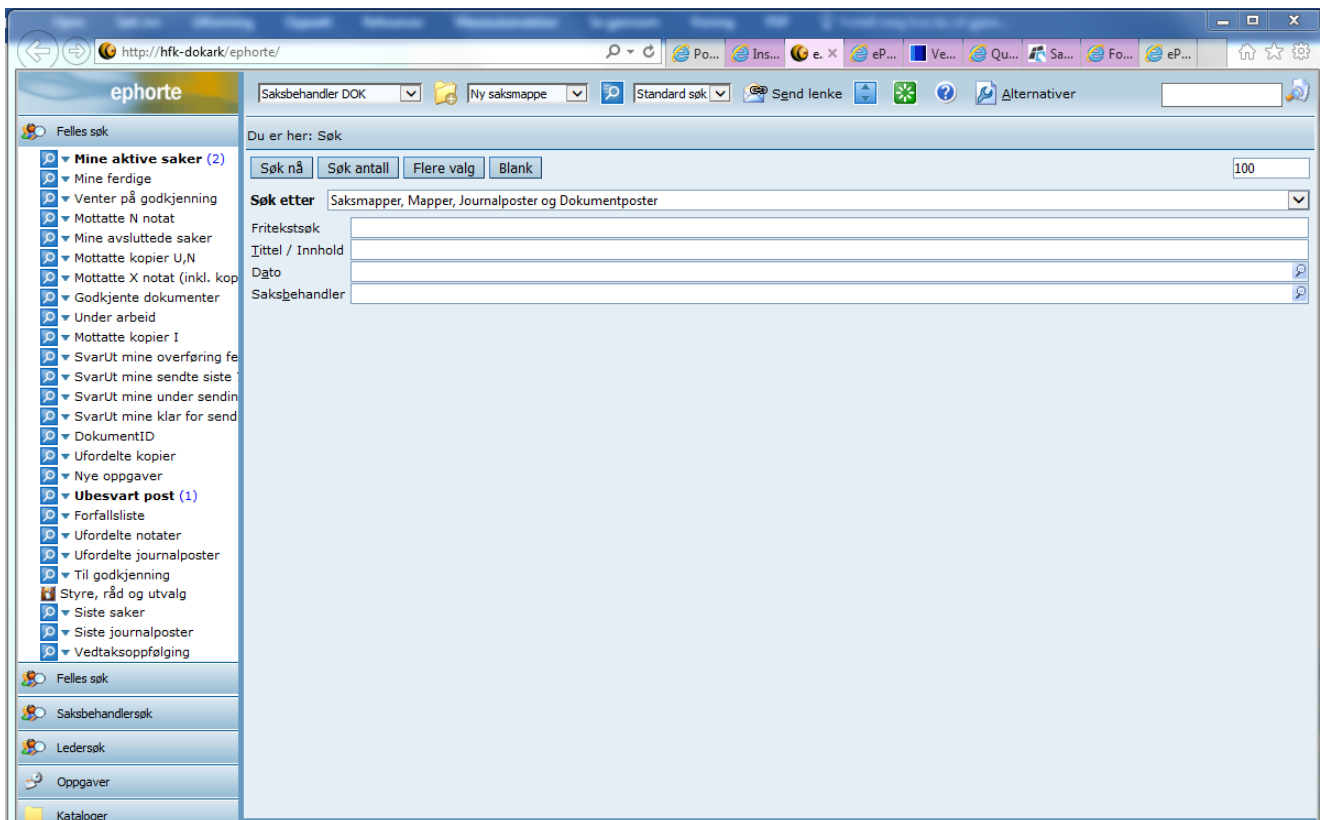 http://hfk-dokark/ephorte/
Po... Ins... e. eP... Ve... Qu... Sa... Fo... eP...
ephorte
Saksbehandler DOK Ny saksmappe Standard søk Send lenke Alternativer
Felles søk
Du er her: Søk
Mine aktive saker (2)
Mine ferdige
Venter på godkjenning
Mottatte N notat
Mine avsluttede saker
Mottatte kopier U,N
Mottatte X notat (inkl. kop
Godkjente dokumenter
Under arbeid
Mottatte kopier I
SvarUt mine overføring fe
SvarUt mine sendte siste
SvarUt mine under sendin
SvarUt mine klar for send
DokumentID
Ufordelte kopier
Nye oppgaver
Ubesvart post (1)
Forfallsliste
Ufordelte notater
Ufordelte journalposter
Til godkjenning
Styre, råd og utvalg
Siste saker
Siste journalposter
Vedtaksoppfølging
Felles søk
Saksbehandlersøk
Ledersøk
Oppgaver
Kataloger
Søk nå Søk antall Flere valg Blank 100
Søk etter Saksmapper, Mapper, Journalposter og Dokumentposter
Fritekstsøk
Tittel / Innhold
Dato
Saksbehandler